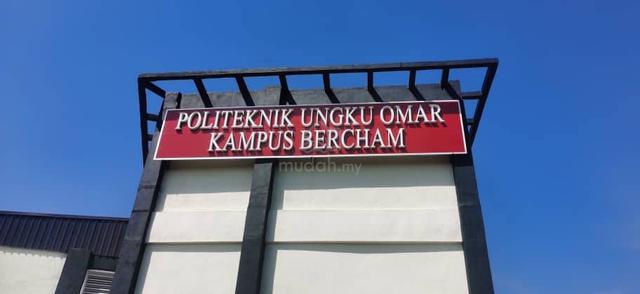 POLITEKNIK UNGKU OMAR
KAMPUS BERCHAM
mudah.my